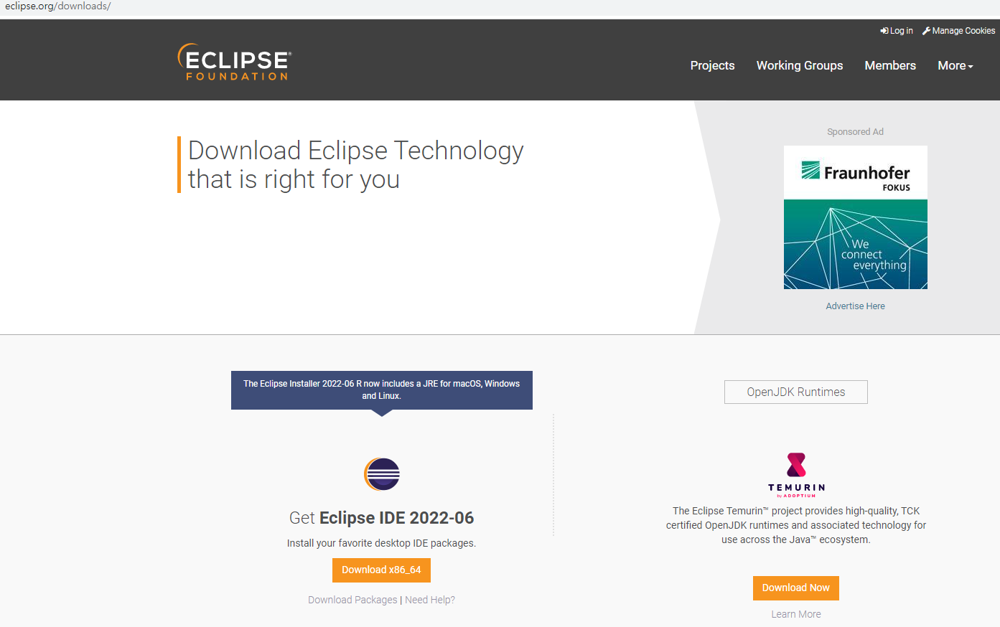 eclipse.org/downloads/
Log in Manage Cookies
ECLIPSE®
FOUNDATION
Projects Working Groups Members More
Download Eclipse Technology
that is right for you
Sponsored Ad
Fraunhofer
FOKUS
We
connect
everything
Advertise Here
The Eclipse Installer 2022-06 R now includes a JRE for macOS, Windows
and Linux.
Get Eclipse IDE 2022-06
Install your favorite desktop IDE packages.
Download x86_64
Download Packages | Need Help?
OpenJDK Runtimes
TEMURIN
by ADOPTIUM
The Eclipse Temurin™ project provides high-quality, TCK
certified OpenJDK runtimes and associated technology for
use across the Java™ ecosystem.
Download Now
Learn More